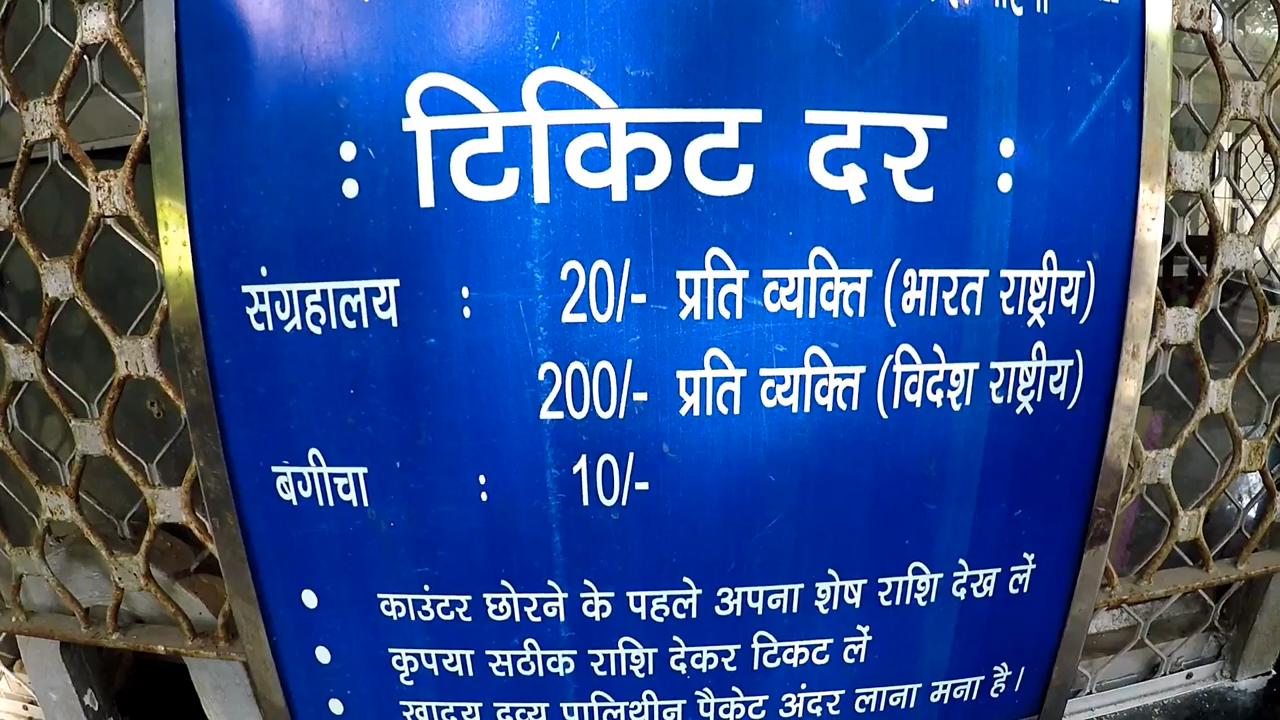 : टिकिट दर :
संग्रहालय : 20/- प्रति व्यक्ति (भारत राष्ट्रीय)
200/- प्रति व्यक्ति (विदेश राष्ट्रीय)
बगीचा : 10/-
• काउंटर छोरने के पहले अपना शेष राशि देख लें
• कृपया सठीक राशि देकर टिकट लें
• खाद्य द्रव्य पालिथीन पैकेट अंदर लाना मना है।